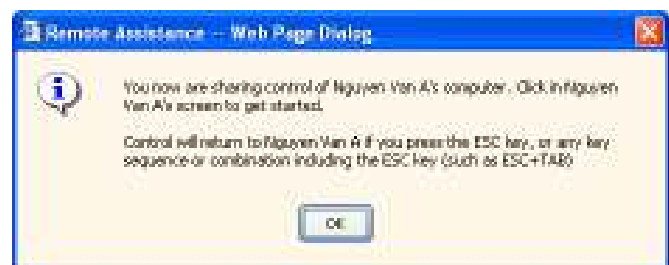 Remote Assistance -- Web Page Dialog
You now are sharing control of Nguyen Van A's computer. Click in Nguyen
Van A's screen to get started.
Control will return to Nguyen Van A if you press the ESC key, or any key
sequence or combination including the ESC key (such as ESC+TAB)
OK